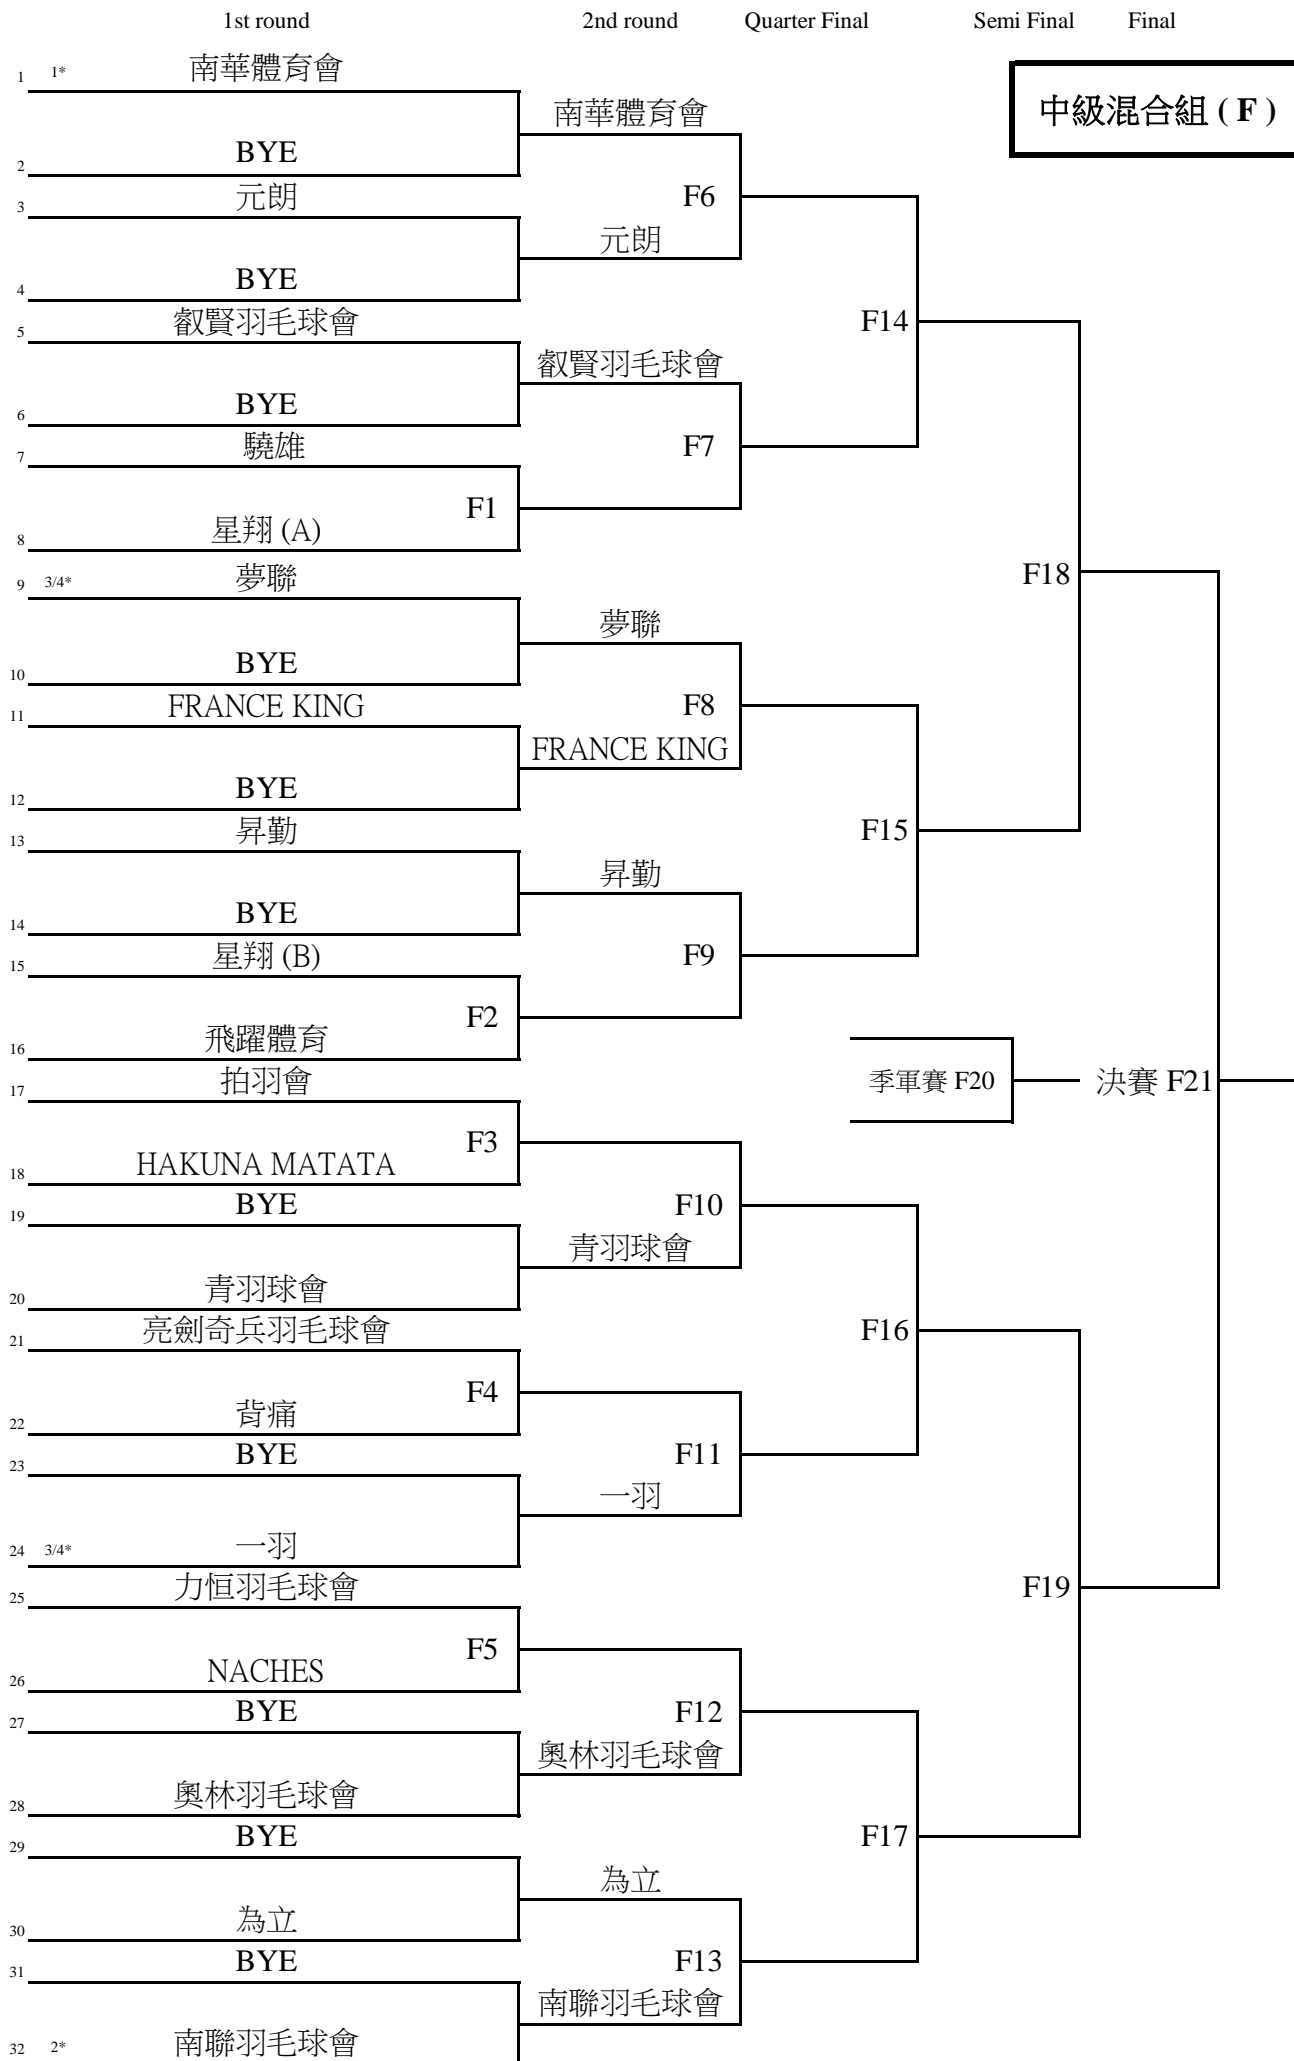 1st round 2nd round Quarter Final Semi Final Final
中級混合組 ( F )
1 1* 南華體育會
南華體育會
2 BYE
3 元朗
F6
元朗
4 BYE
5 叡賢羽毛球會
F14
叡賢羽毛球會
6 BYE
7 驍雄
F7
F1
8 星翔 (A)
9 3/4* 夢聯
F18
夢聯
10 BYE
11 FRANCE KING
F8
FRANCE KING
12 BYE
13 昇勤
F15
昇勤
14 BYE
15 星翔 (B)
F9
F2
16 飛躍體育
17 拍羽會
季軍賽 F20 決賽 F21
F3
18 HAKUNA MATATA
19 BYE
F10
青羽球會
20 青羽球會
21 亮劍奇兵羽毛球會
F16
F4
22 背痛
23 BYE
F11
一羽
24 3/4* 一羽
25 力恒羽毛球會
F19
F5
26 NACHES
27 BYE
F12
奧林羽毛球會
28 奧林羽毛球會
29 BYE
F17
為立
30 為立
31 BYE
F13
南聯羽毛球會
32 2* 南聯羽毛球會